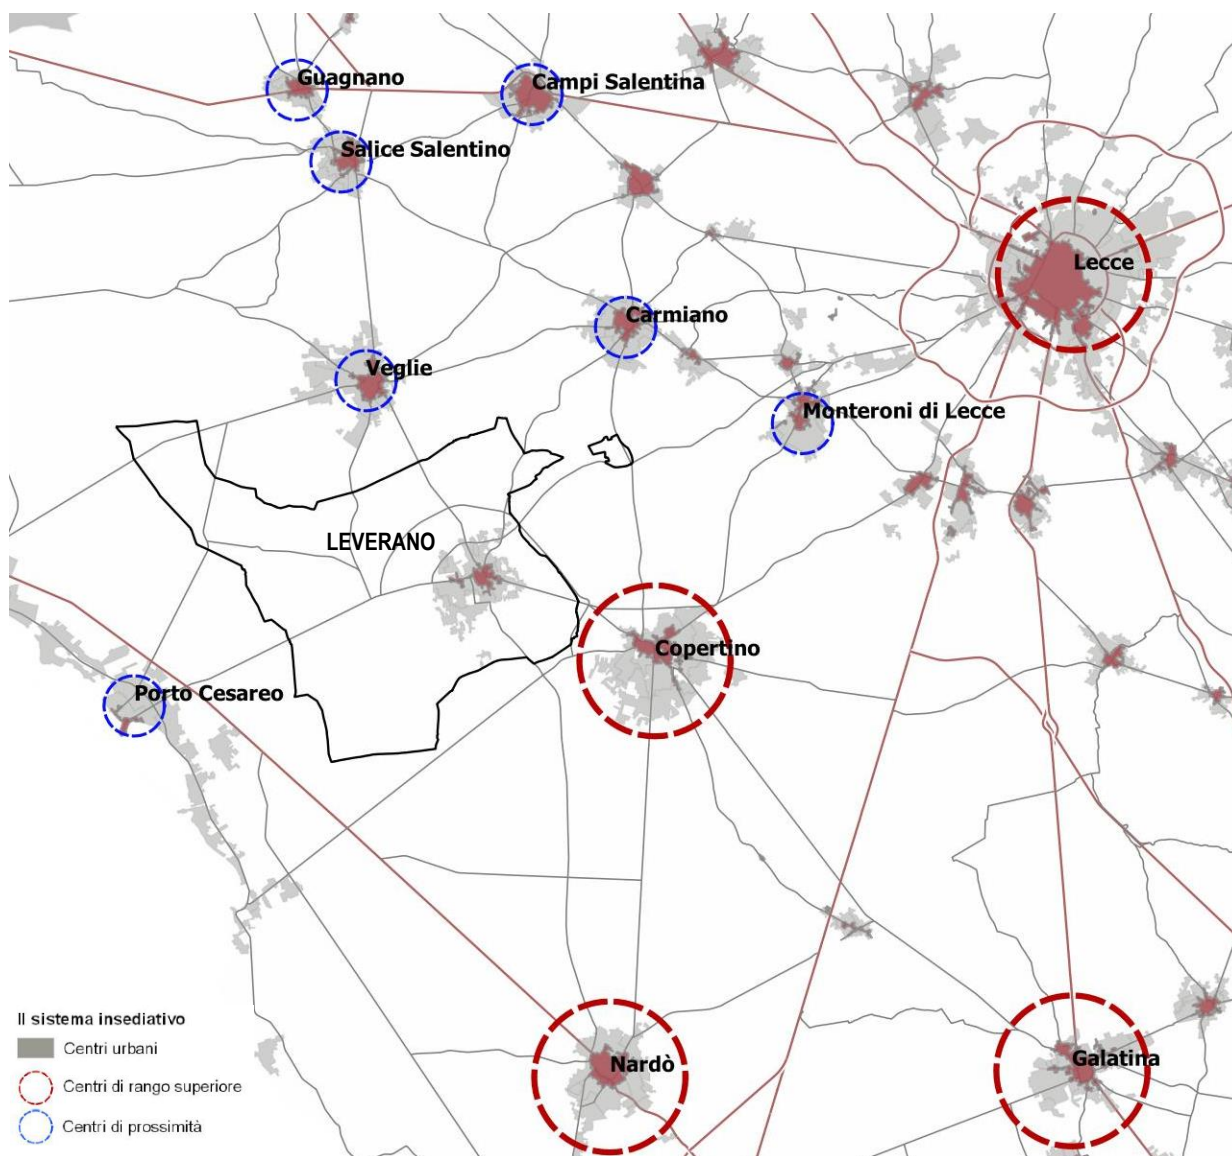 Guagnano
Campi Salentina
Salice Salentino
Lecce
Carmiano
Veglie
Monteroni di Lecce
LEVERANO
Copertino
Porto Cesareo
Nardò
Galatina
Il sistema insediativo
Centri urbani
Centri di rango superiore
Centri di prossimità